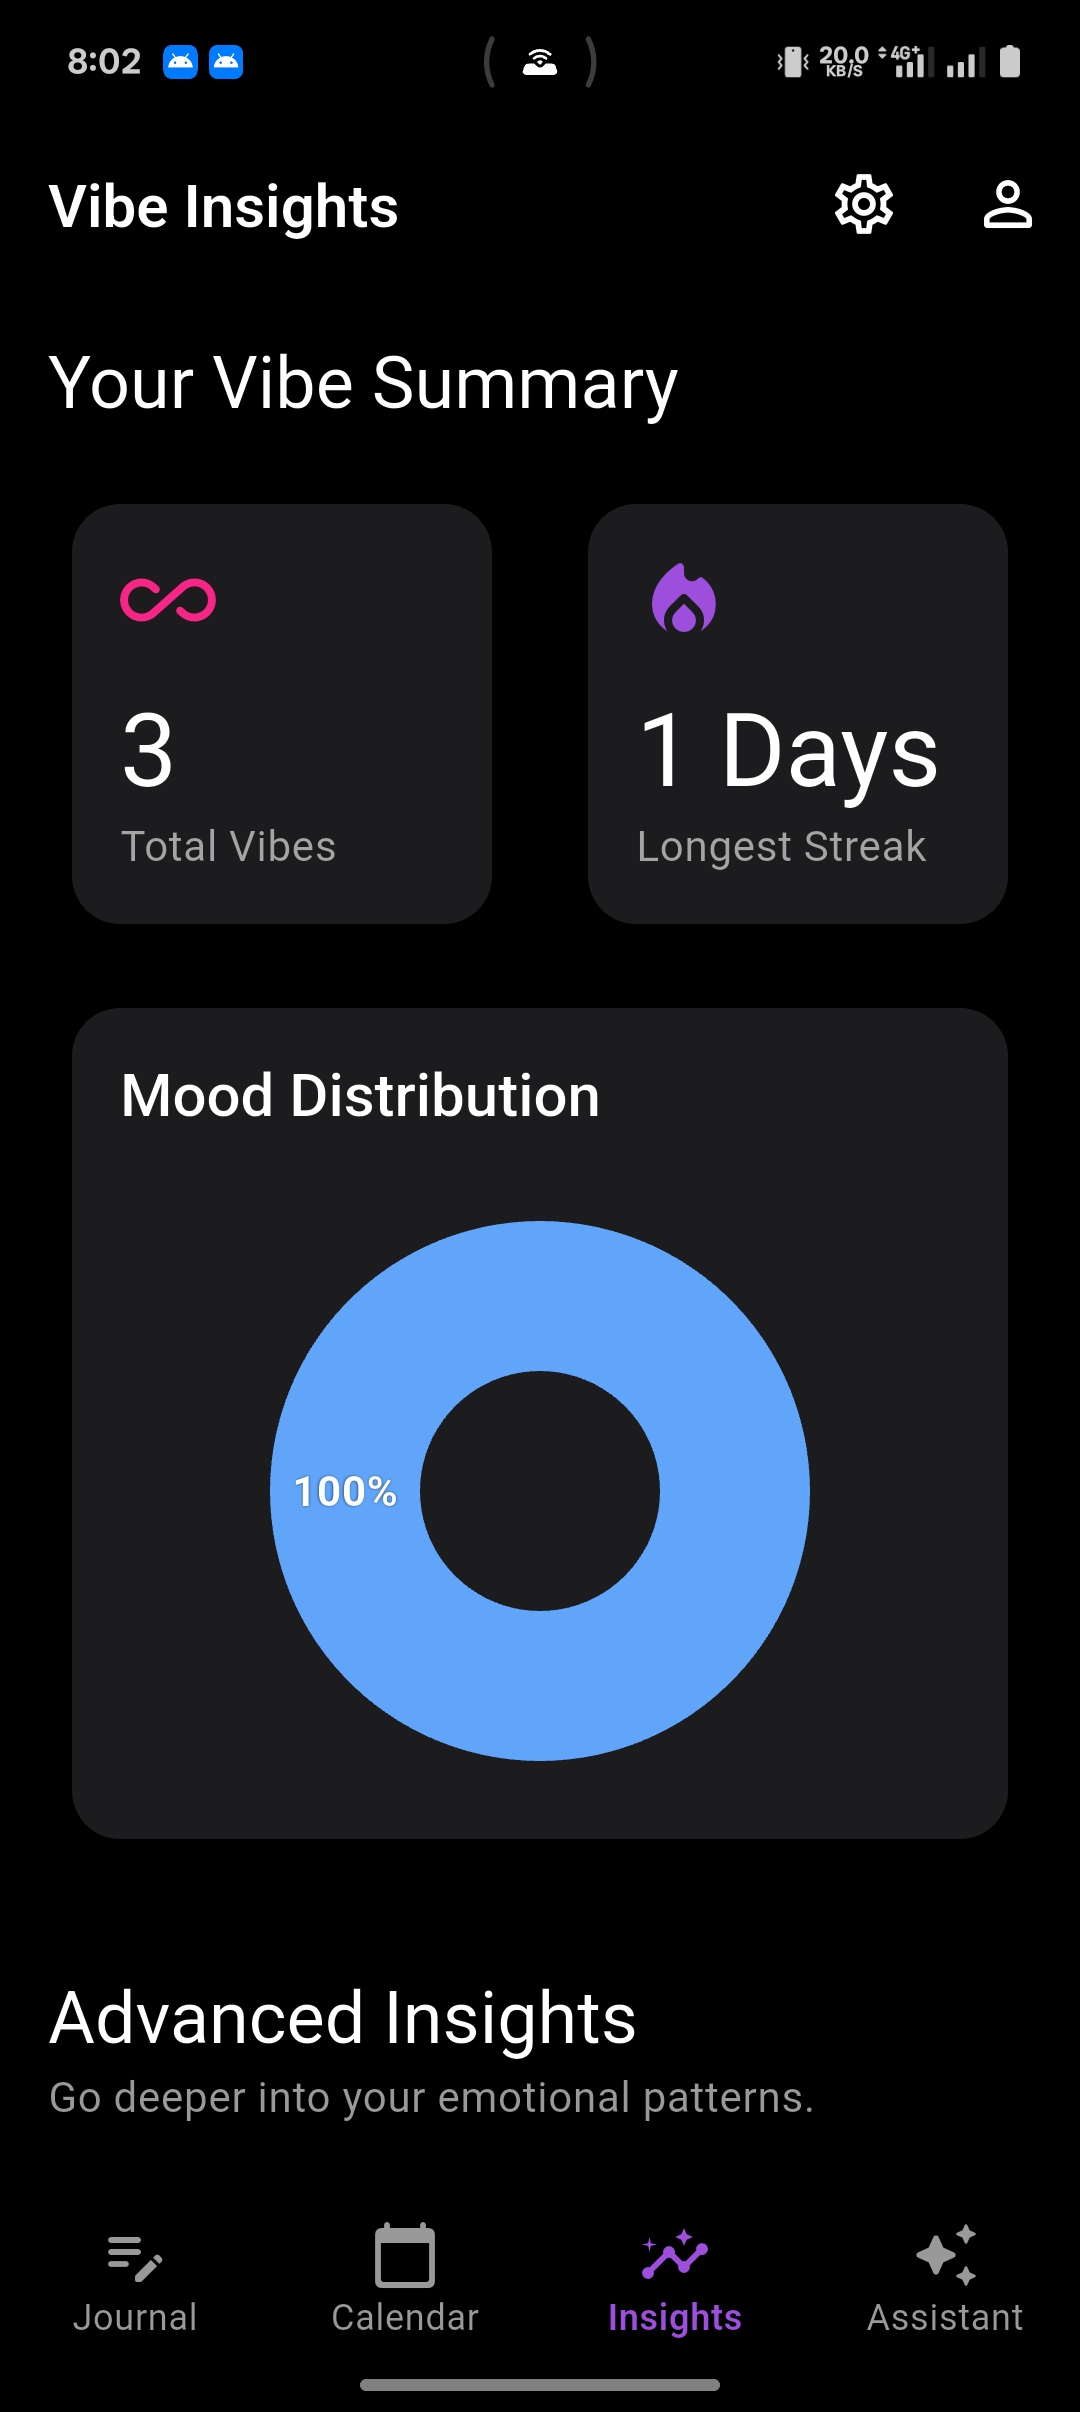 8:02
20.0
KB/S
4G+
Vibe Insights
Your Vibe Summary
3
Total Vibes
1 Days
Longest Streak
Mood Distribution
100%
Advanced Insights
Go deeper into your emotional patterns.
Journal
Calendar
Insights
Assistant